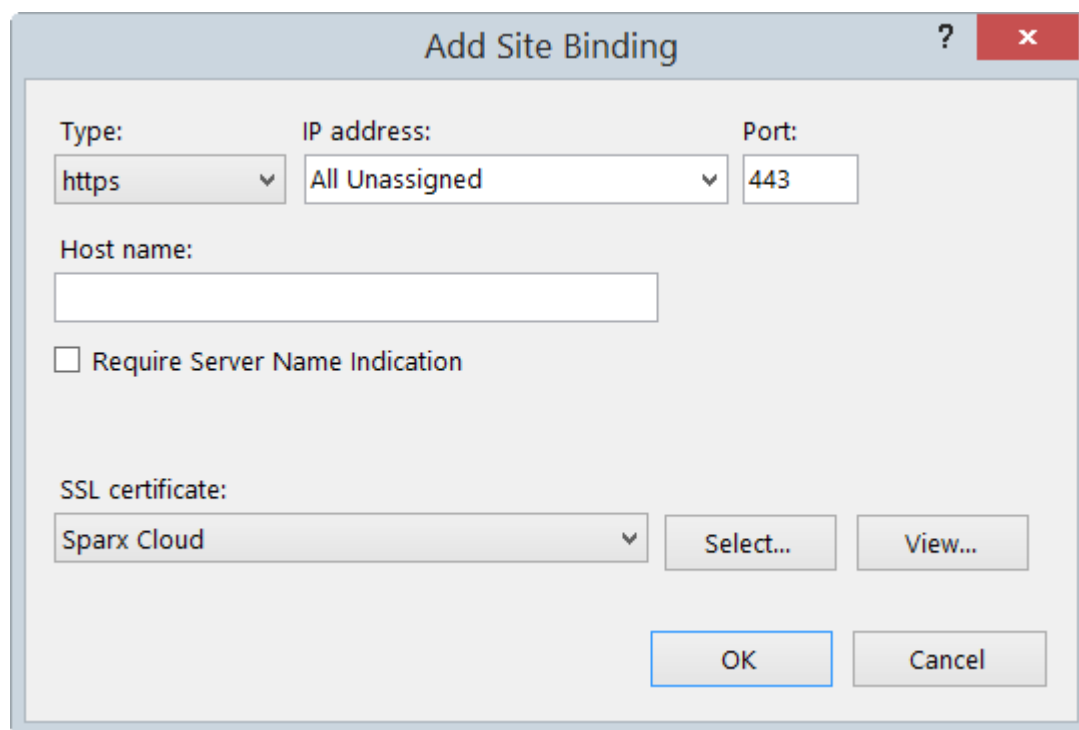 Add Site Binding ?
Type: IP address: Port:
https All Unassigned 443
Host name:
Require Server Name Indication
SSL certificate:
Sparx Cloud Select... View...
OK Cancel